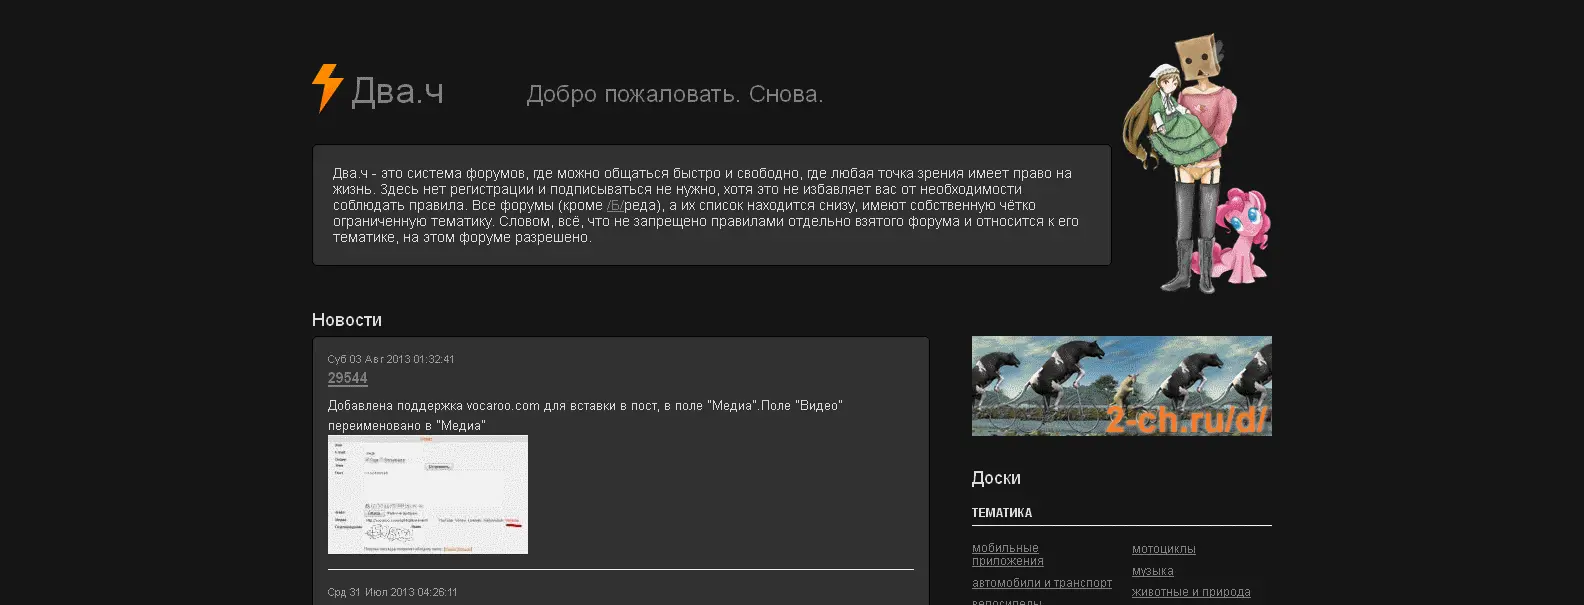 Два.ч
Добро пожаловать. Снова.
Два.ч - это система форумов, где можно общаться быстро и свободно, где любая точка зрения имеет право на
жизнь. Здесь нет регистрации и подписываться не нужно, хотя это не избавляет вас от необходимости
соблюдать правила. Все форумы (кроме /Б/реда), а их список находится снизу, имеют собственную чётко
ограниченную тематику. Словом, всё, что не запрещено правилами отдельно взятого форума и относится к его
тематике, на этом форуме разрешено.
Новости
Суб 03 Авг 2013 01:32:41
29544
Добавлена поддержка vocaroo.com для вставки в пост, в поле "Медиа".Поле "Видео"
переименовано в "Медиа"
Срд 31 Июл 2013 04:26:11
2-ch.ru/d/
Доски
ТЕМАТИКА
мобильные
приложения
автомобили и транспорт
велосипеды
мотоциклы
музыка
животные и природа